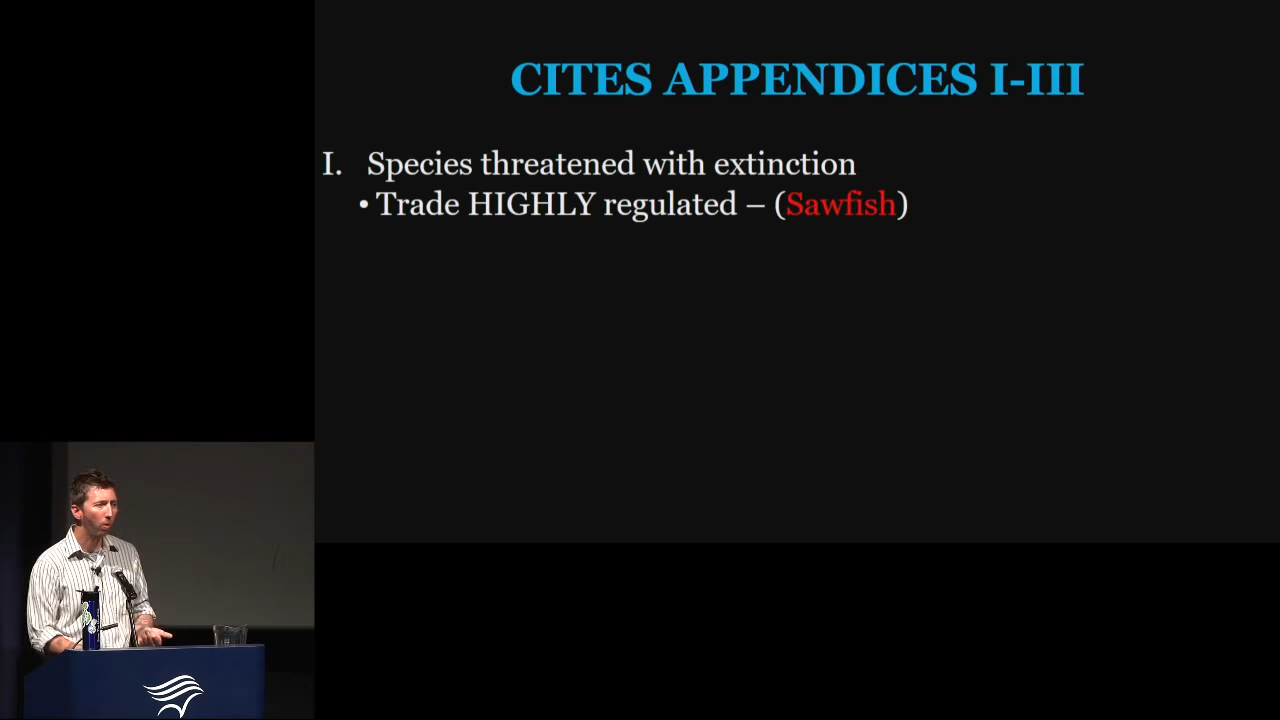 CITES APPENDICES I-III
I. Species threatened with extinction
• Trade HIGHLY regulated – (Sawfish)